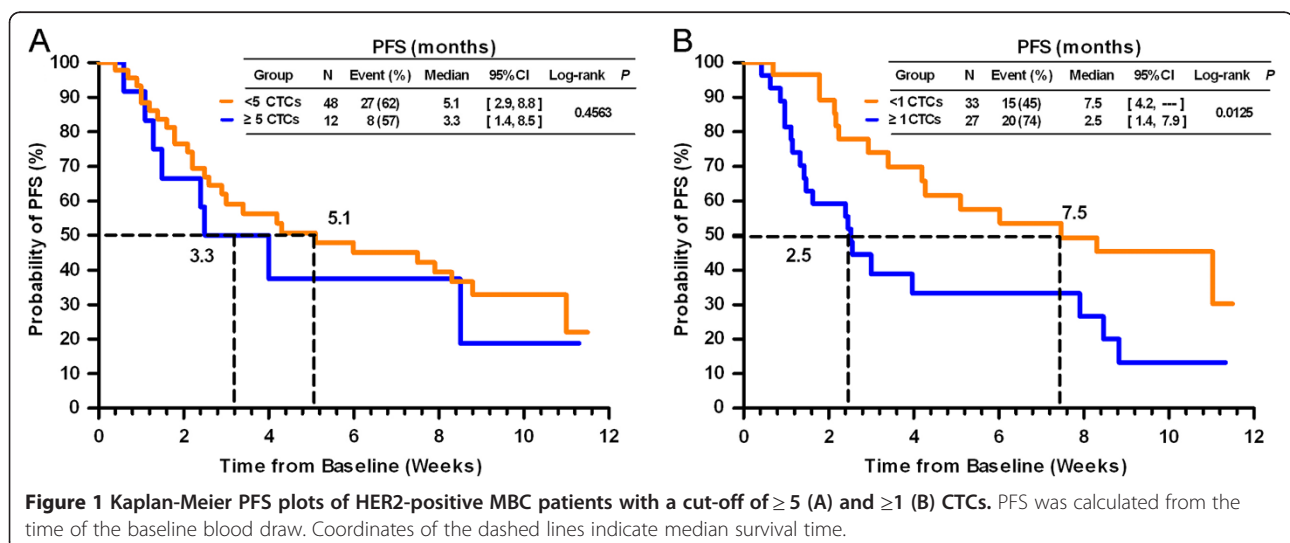 A
PFS (months)
Group N Event (%) Median 95%CI Log-rank P
<5 CTCs 48 27 (62) 5.1 [ 2.9, 8.8 ] 0.4563
≥ 5 CTCs 12 8 (57) 3.3 [ 1.4, 8.5 ]
Probability of PFS (%)
100
90
80
70
60
50
40
30
20
10
0
5.1
3.3
0 2 4 6 8 10 12
Time from Baseline (Weeks)
B
PFS (months)
Group N Event (%) Median 95%CI Log-rank P
<1 CTCs 33 15 (45) 7.5 [ 4.2, --- ] 0.0125
≥ 1 CTCs 27 20 (74) 2.5 [ 1.4, 7.9 ]
Probability of PFS (%)
100
90
80
70
60
50
40
30
20
10
0
7.5
2.5
0 2 4 6 8 10 12
Time from Baseline (Weeks)
Figure 1 Kaplan-Meier PFS plots of HER2-positive MBC patients with a cut-off of ≥ 5 (A) and ≥1 (B) CTCs. PFS was calculated from the
time of the baseline blood draw. Coordinates of the dashed lines indicate median survival time.